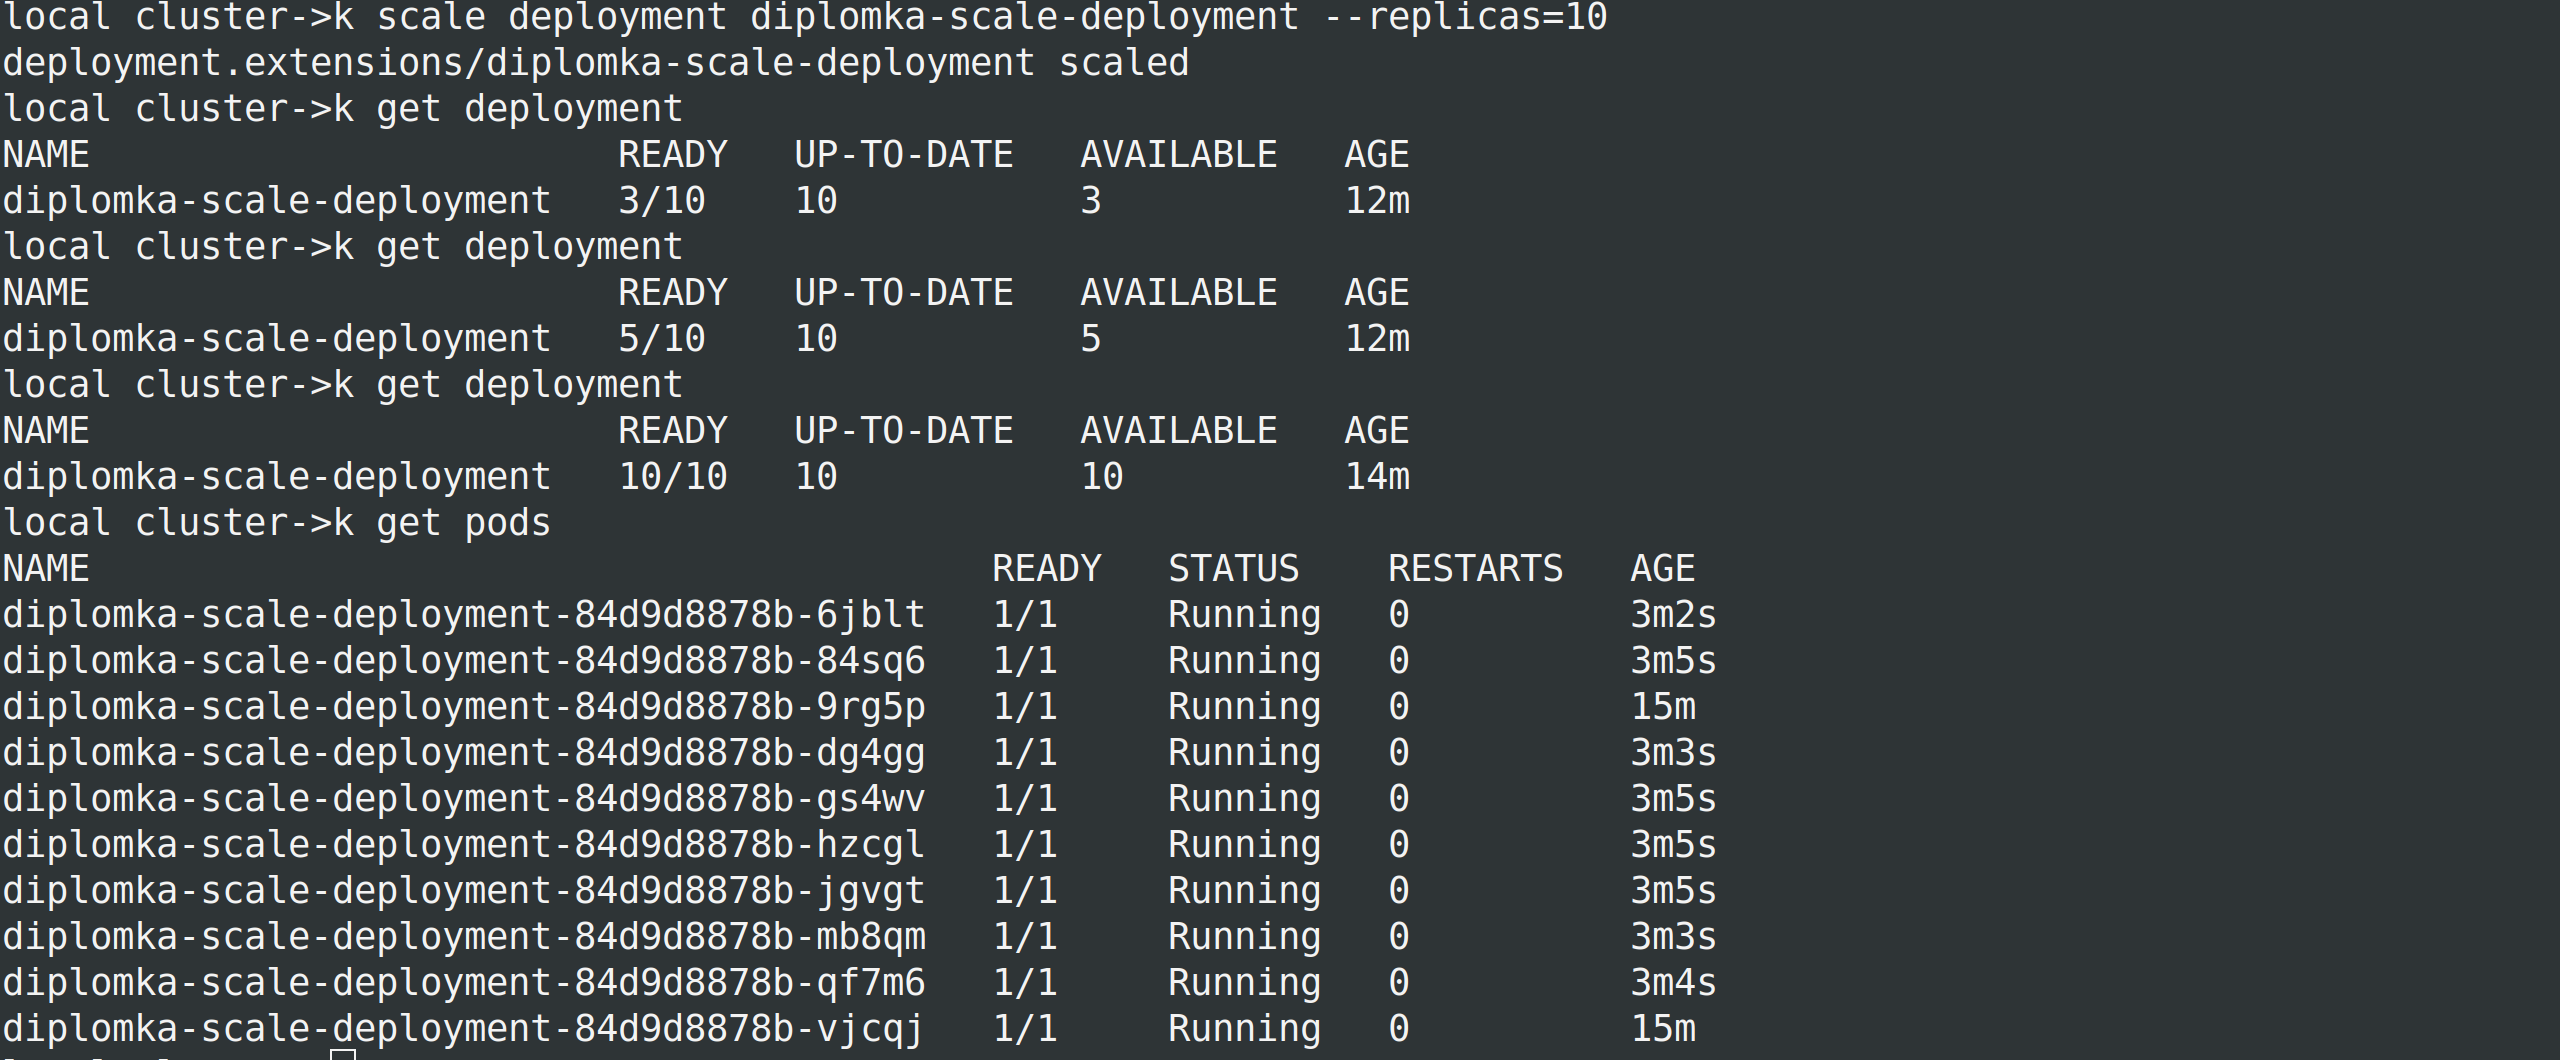 local cluster->k scale deployment diplomka-scale-deployment --replicas=10
deployment.extensions/diplomka-scale-deployment scaled
local cluster->k get deployment
NAME                        READY   UP-TO-DATE   AVAILABLE   AGE
diplomka-scale-deployment   3/10    10           3           12m
local cluster->k get deployment
NAME                        READY   UP-TO-DATE   AVAILABLE   AGE
diplomka-scale-deployment   5/10    10           5           12m
local cluster->k get deployment
NAME                        READY   UP-TO-DATE   AVAILABLE   AGE
diplomka-scale-deployment   10/10   10           10          14m
local cluster->k get pods
NAME                                         READY   STATUS    RESTARTS   AGE
diplomka-scale-deployment-84d9d8878b-6jblt   1/1     Running   0          3m2s
diplomka-scale-deployment-84d9d8878b-84sq6   1/1     Running   0          3m5s
diplomka-scale-deployment-84d9d8878b-9rg5p   1/1     Running   0          15m
diplomka-scale-deployment-84d9d8878b-dg4gg   1/1     Running   0          3m3s
diplomka-scale-deployment-84d9d8878b-gs4wv   1/1     Running   0          3m5s
diplomka-scale-deployment-84d9d8878b-hzcgl   1/1     Running   0          3m5s
diplomka-scale-deployment-84d9d8878b-jgvgt   1/1     Running   0          3m5s
diplomka-scale-deployment-84d9d8878b-mb8qm   1/1     Running   0          3m3s
diplomka-scale-deployment-84d9d8878b-qf7m6   1/1     Running   0          3m4s
diplomka-scale-deployment-84d9d8878b-vjcqj   1/1     Running   0          15m